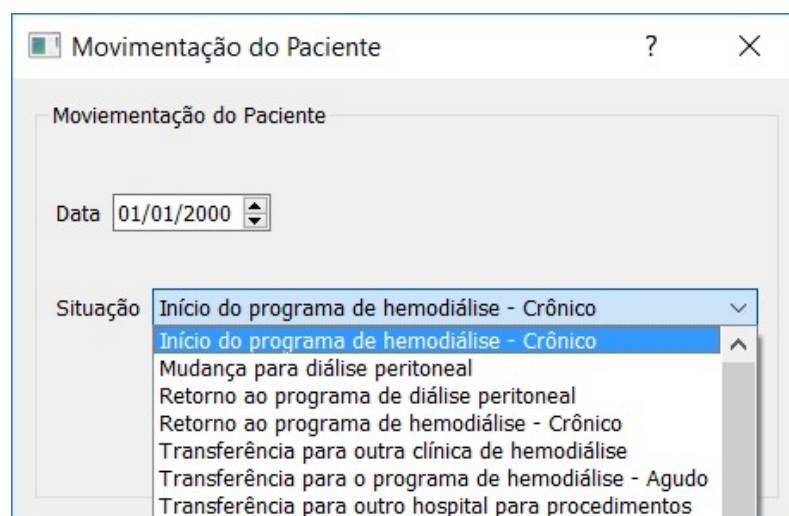 Movimentação do Paciente ?
Moviementação do Paciente
Data 01/01/2000
Situação Início do programa de hemodiálise - Crônico
Início do programa de hemodiálise - Crônico
Mudança para diálise peritoneal
Retorno ao programa de diálise peritoneal
Retorno ao programa de hemodiálise - Crônico
Transferência para outra clínica de hemodiálise
Transferência para o programa de hemodiálise - Agudo
Transferência para outro hospital para procedimentos